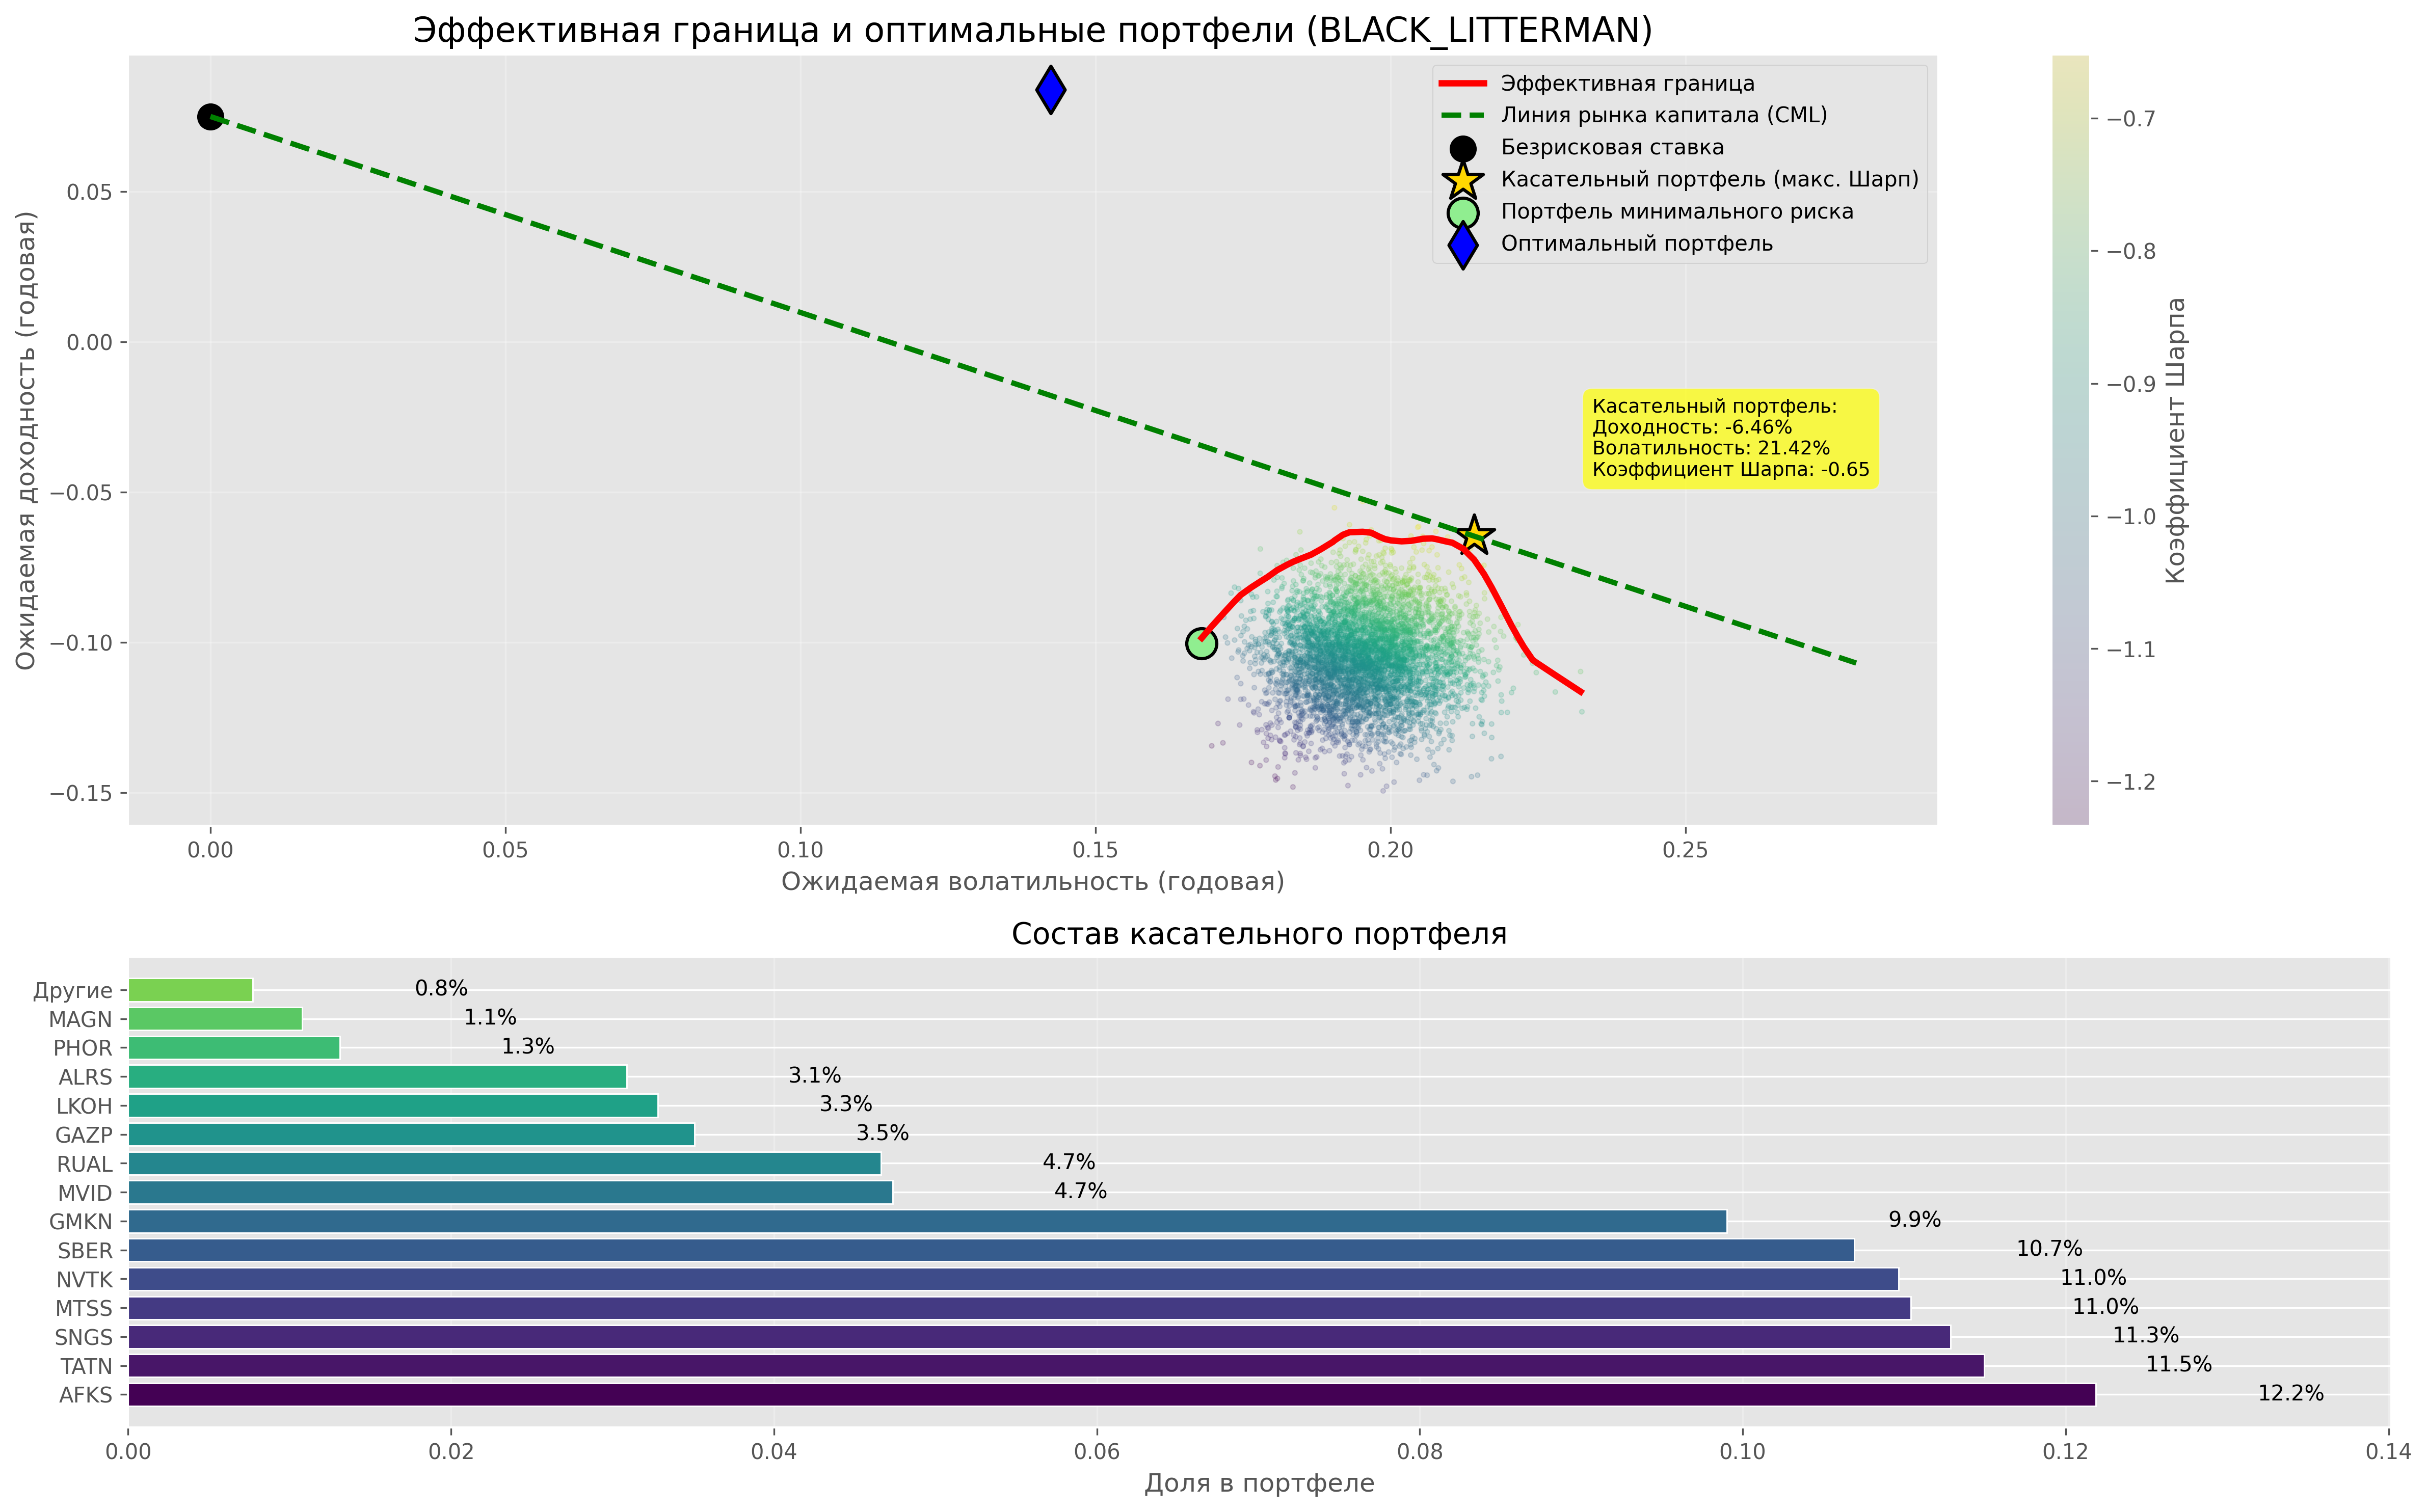 Эффективная граница и оптимальные портфели (BLACK_LITTERMAN)
Ожидаемая доходность (годовая)
0.05
0.00
−0.05
−0.10
−0.15
Эффективная граница
Линия рынка капитала (CML)
Безрисковая ставка
Касательный портфель (макс. Шарп)
Портфель минимального риска
Оптимальный портфель
Касательный портфель:
Доходность: -6.46%
Волатильность: 21.42%
Коэффициент Шарпа: -0.65
0.00
0.05
0.10
0.15
0.20
0.25
Ожидаемая волатильность (годовая)
−0.7
−0.8
−0.9
−1.0
−1.1
−1.2
Коэффициент Шарпа
Состав касательного портфеля
Другие 0.8%
MAGN 1.1%
PHOR 1.3%
ALRS 3.1%
LKOH 3.3%
GAZP 3.5%
RUAL 4.7%
MVID 4.7%
GMKN 9.9%
SBER 10.7%
NVTK 11.0%
MTSS 11.0%
SNGS 11.3%
TATN 11.5%
AFKS 12.2%
0.00
0.02
0.04
0.06
0.08
0.10
0.12
0.14
Доля в портфеле